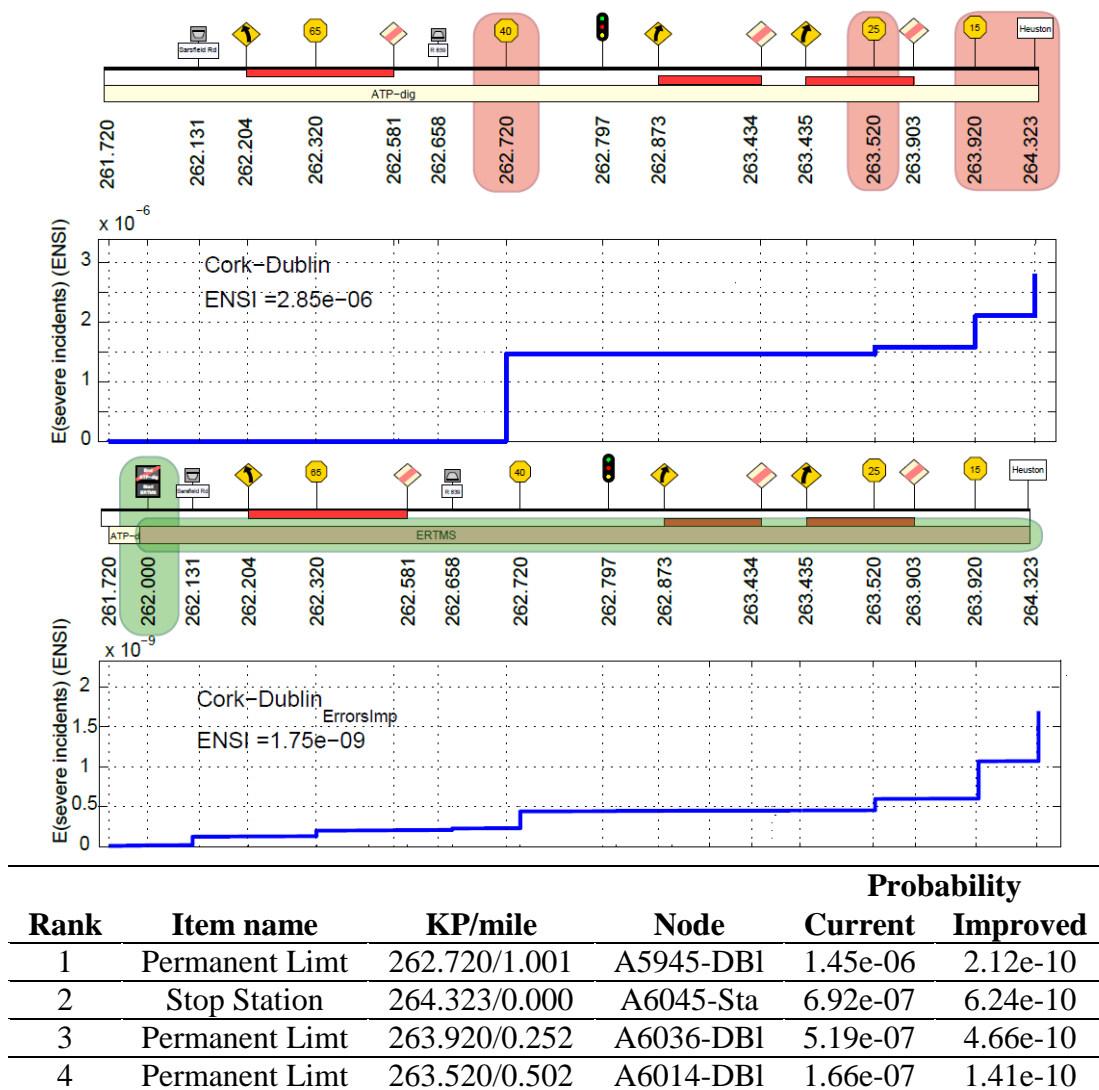 Sarsfield Rd
65
R 839
40
25
15
Heuston
ATP-dig
261.720 262.131 262.204 262.320 262.581 262.658 262.720 262.797 262.873 263.434 263.435 263.520 263.903 263.920 264.323
x 10^-6
E(severe incidents) (ENSI)
3
2
1
0
Cork-Dublin
ENSI =2.85e-06
Sarsfield Rd
65
R 839
40
25
15
Heuston
ATP-d
ERTMS
261.720 262.000 262.131 262.204 262.320 262.581 262.658 262.720 262.797 262.873 263.434 263.435 263.520 263.903 263.920 264.323
x 10^-9
E(severe incidents) (ENSI)
2
1.5
1
0.5
0
Cork-Dublin ErrorsImp
ENSI =1.75e-09
Probability
Rank Item name KP/mile Node Current Improved
1 Permanent Limt 262.720/1.001 A5945-DBl 1.45e-06 2.12e-10
2 Stop Station 264.323/0.000 A6045-Sta 6.92e-07 6.24e-10
3 Permanent Limt 263.920/0.252 A6036-DBl 5.19e-07 4.66e-10
4 Permanent Limt 263.520/0.502 A6014-DBl 1.66e-07 1.41e-10